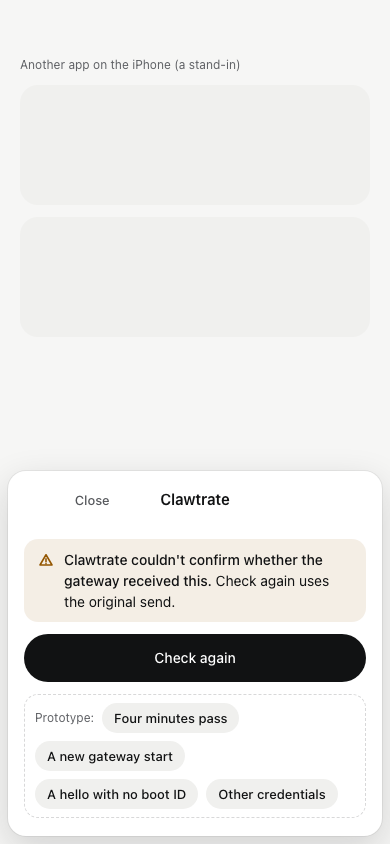 Another app on the iPhone (a stand-in)
Close Clawtrate
Clawtrate couldn't confirm whether the
gateway received this. Check again uses
the original send.
Check again
Prototype: Four minutes pass
A new gateway start
A hello with no boot ID Other credentials